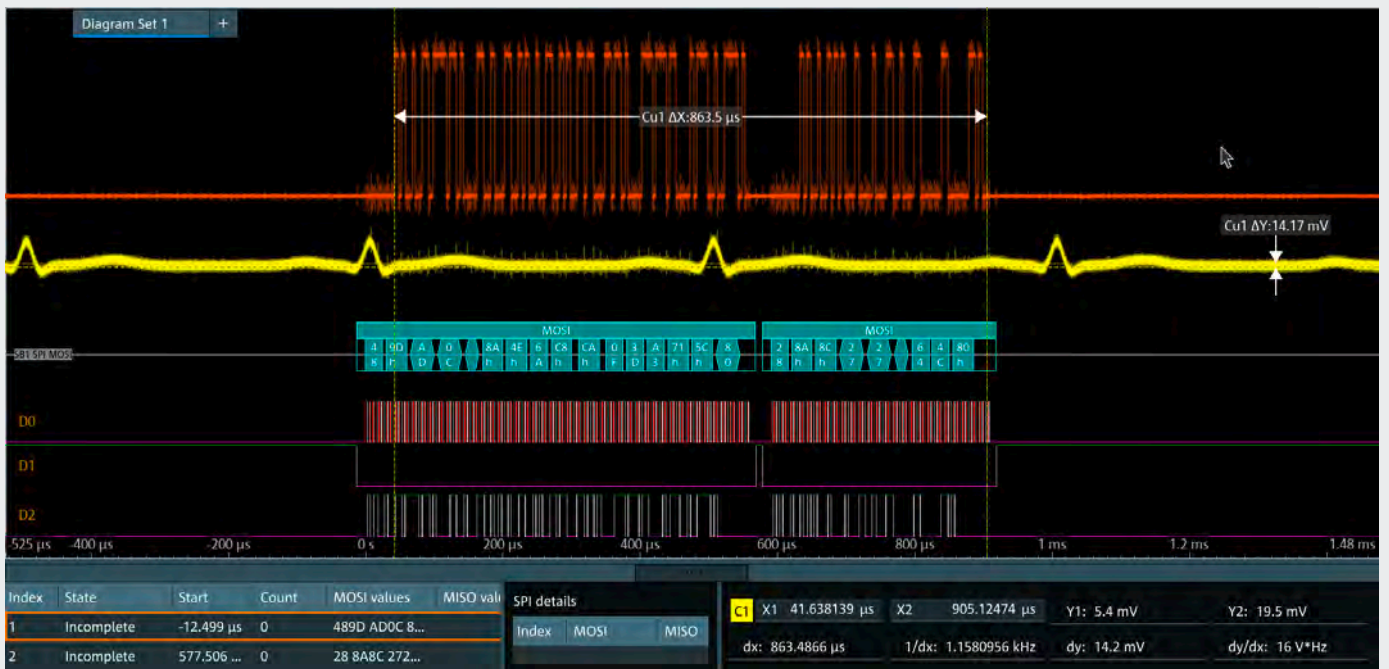 Diagram Set 1 +
Cu1 ΔX:863.5 µs
Cu1 ΔY:14.17 mV
MOSI MOSI
SB1 SPI MOSI
4 9D A 0 8A 4E 6 C8 CA 0 3 A 71 5C 8 2 8A 8C 2 2 6 4 80
8 h D C h h A h h F D 3 h h 0 8 h h 7 7 4 C h
D0
D1
D2
-525 µs -400 µs -200 µs 0 s 200 µs 400 µs 600 µs 800 µs 1 ms 1.2 ms 1.48 ms
Index State Start Count MOSI values MISO valu
1 Incomplete -12.499 µs 0 489D AD0C 8...
2 Incomplete 577.506 ... 0 28 8A8C 272...
SPI details
Index MOSI MISO
C1 X1 41.638139 µs X2 905.12474 µs Y1: 5.4 mV Y2: 19.5 mV
dx: 863.4866 µs 1/dx: 1.1580956 kHz dy: 14.2 mV dy/dx: 16 V*Hz